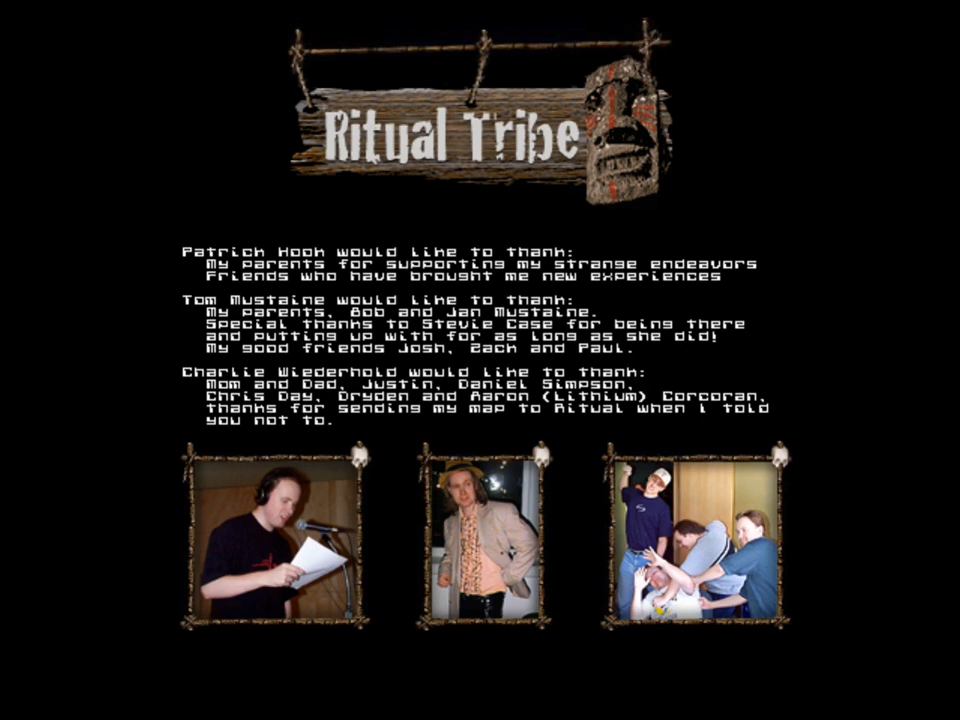 Ritual Tribe
Patrick Hook would like to thank:
My parents for supporting my strange endeavors
Friends who have brought me new experiences
Tom Mustaine would like to thank:
My parents, Bob and Jan Mustaine.
Special thanks to Stevie Case for being there
and putting up with for as long as she did!
My good friends Josh, Zack and Paul.
Charlie Wiederhold would like to thank:
Mom and Dad, Justin, Daniel Simpson,
Chris Day, Dryden and Aaron (Lithium) Corcoran,
thanks for sending my map to Ritual when I told
you not to.